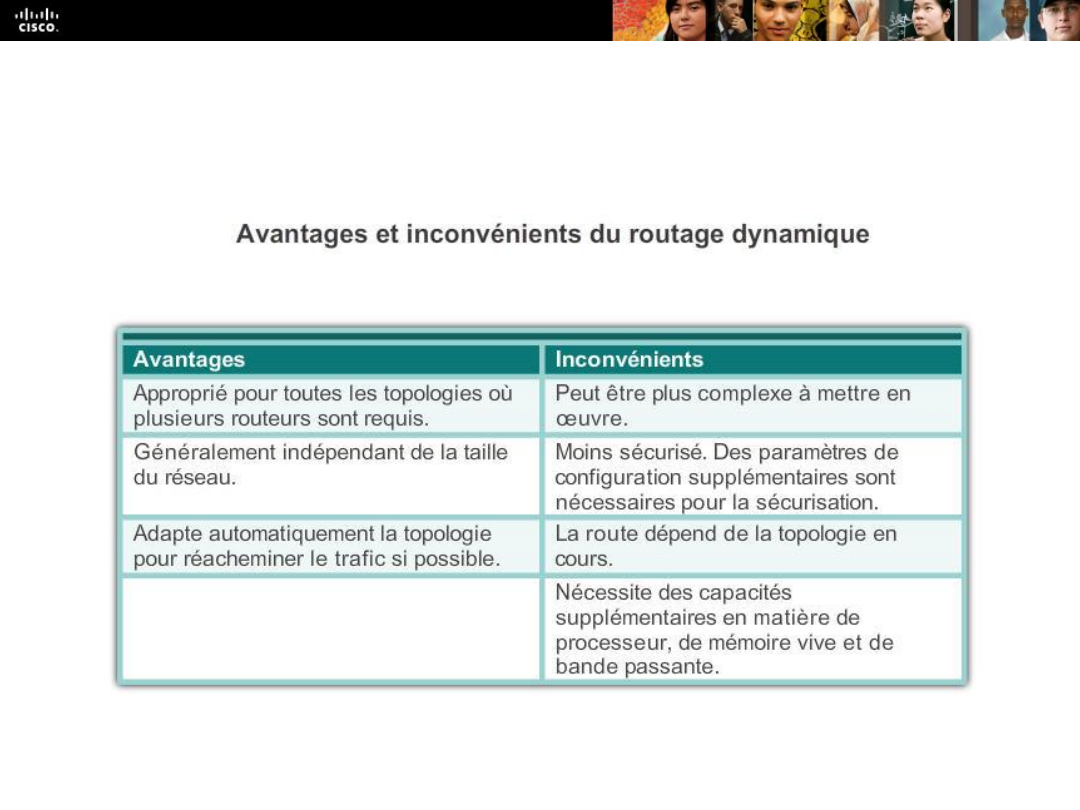 CISCO.
Avantages et inconvénients du routage dynamique
Avantages
Inconvénients
Approprié pour toutes les topologies où
plusieurs routeurs sont requis.
Peut être plus complexe à mettre en
œuvre.
Généralement indépendant de la taille
du réseau.
Moins sécurisé. Des paramètres de
configuration supplémentaires sont
nécessaires pour la sécurisation.
Adapte automatiquement la topologie
pour réacheminer le trafic si possible.
La route dépend de la topologie en
cours.
Nécessite des capacités
supplémentaires en matière de
processeur, de mémoire vive et de
bande passante.